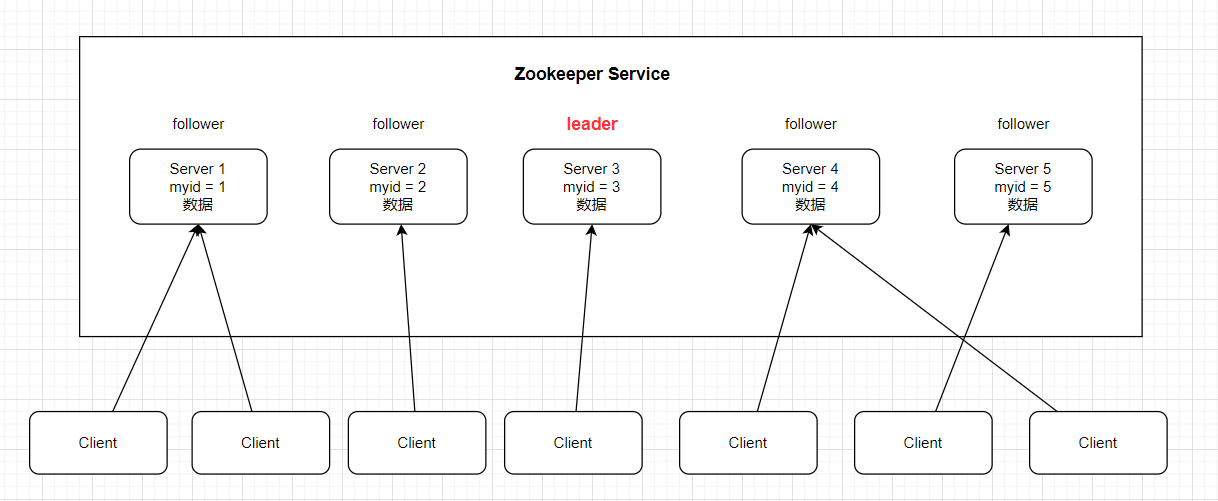 Zookeeper Service
follower
follower
leader
follower
follower
Server 1
myid = 1
数据
Server 2
myid = 2
数据
Server 3
myid = 3
数据
Server 4
myid = 4
数据
Server 5
myid = 5
数据
Client
Client
Client
Client
Client
Client
Client